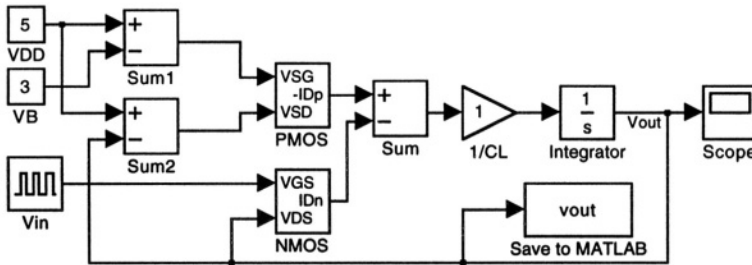 5
VDD
3
VB
+
−
Sum1
+
−
Sum2
Vin
VSG
-IDp
VSD
PMOS
VGS
IDn
VDS
NMOS
+
−
Sum
1
1/CL
1
s
Integrator
Vout
Scope
vout
Save to MATLAB